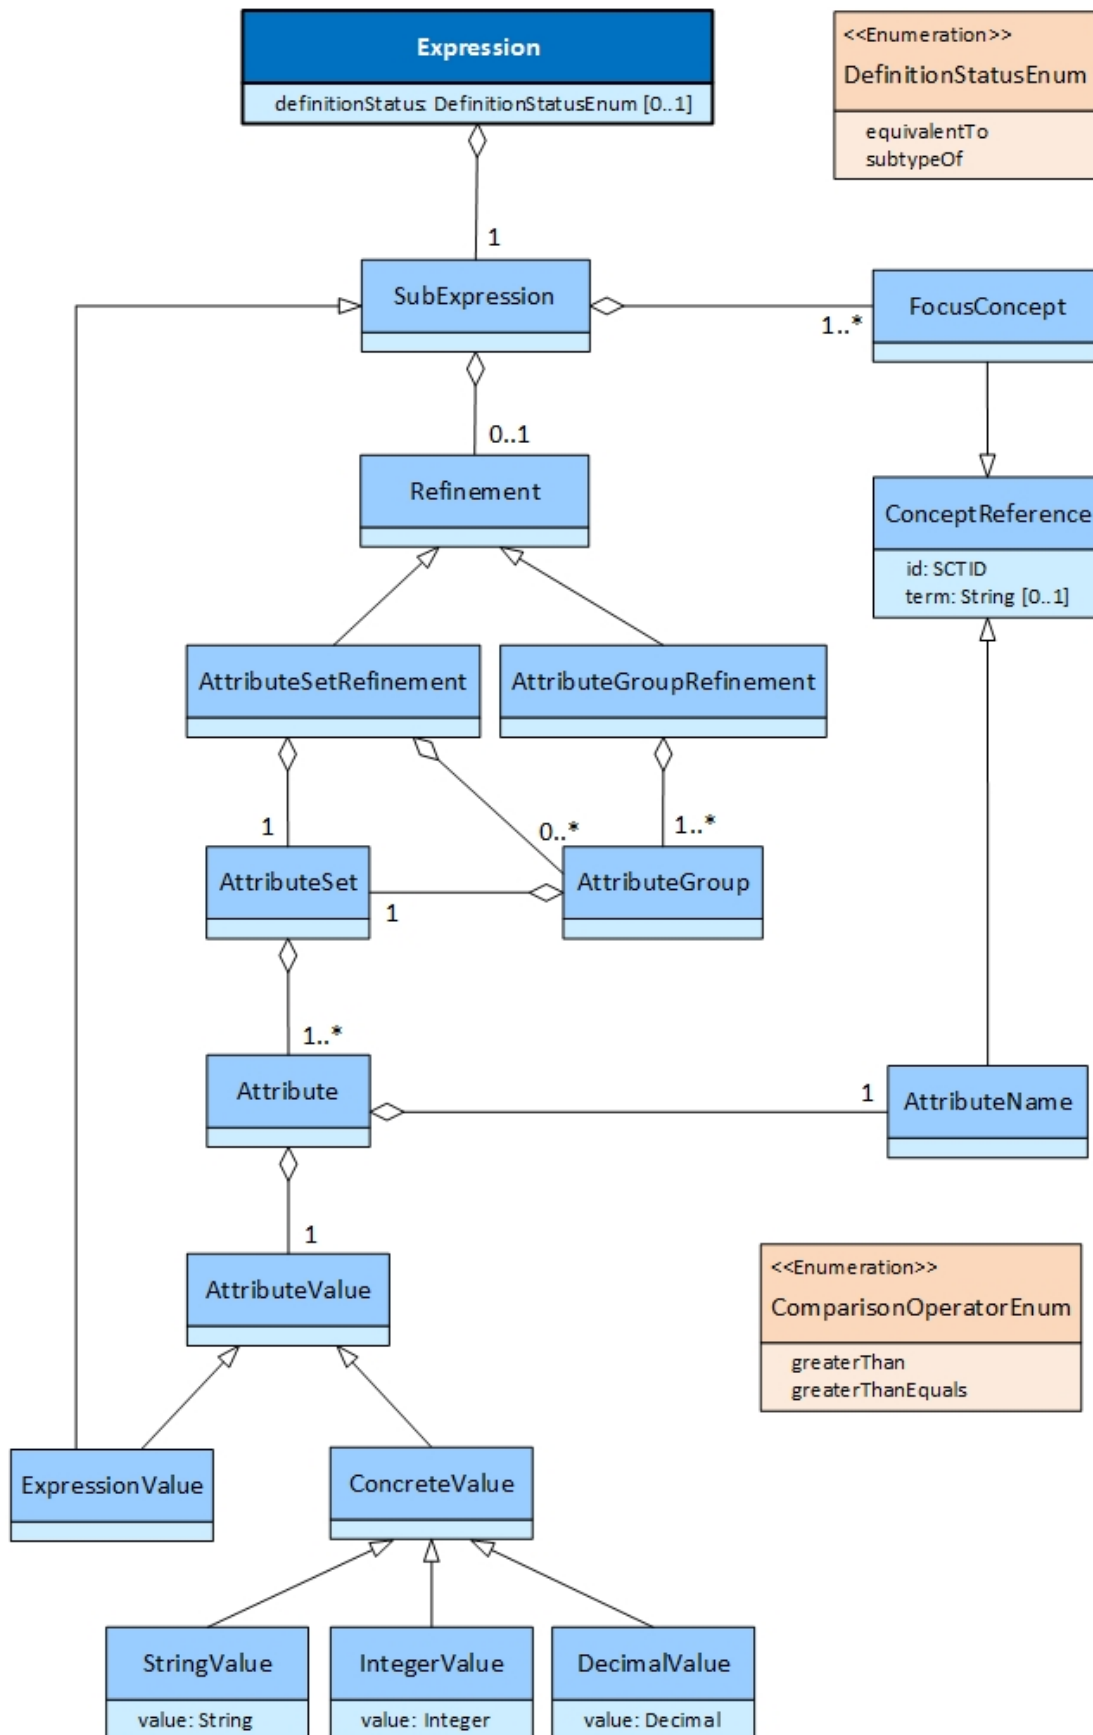 Expression
definitionStatus: DefinitionStatusEnum [0..1]
<<Enumeration>>
DefinitionStatusEnum
equivalentTo
subtypeOf
1
SubExpression
1..*
FocusConcept
0..1
Refinement
ConceptReference
id: SCTID
term: String [0..1]
AttributeSetRefinement
AttributeGroupRefinement
1
0..*
1..*
AttributeSet
1
AttributeGroup
1..*
Attribute
1
AttributeName
1
AttributeValue
<<Enumeration>>
ComparisonOperatorEnum
greaterThan
greaterThanEquals
ExpressionValue
ConcreteValue
StringValue
value: String
IntegerValue
value: Integer
DecimalValue
value: Decimal